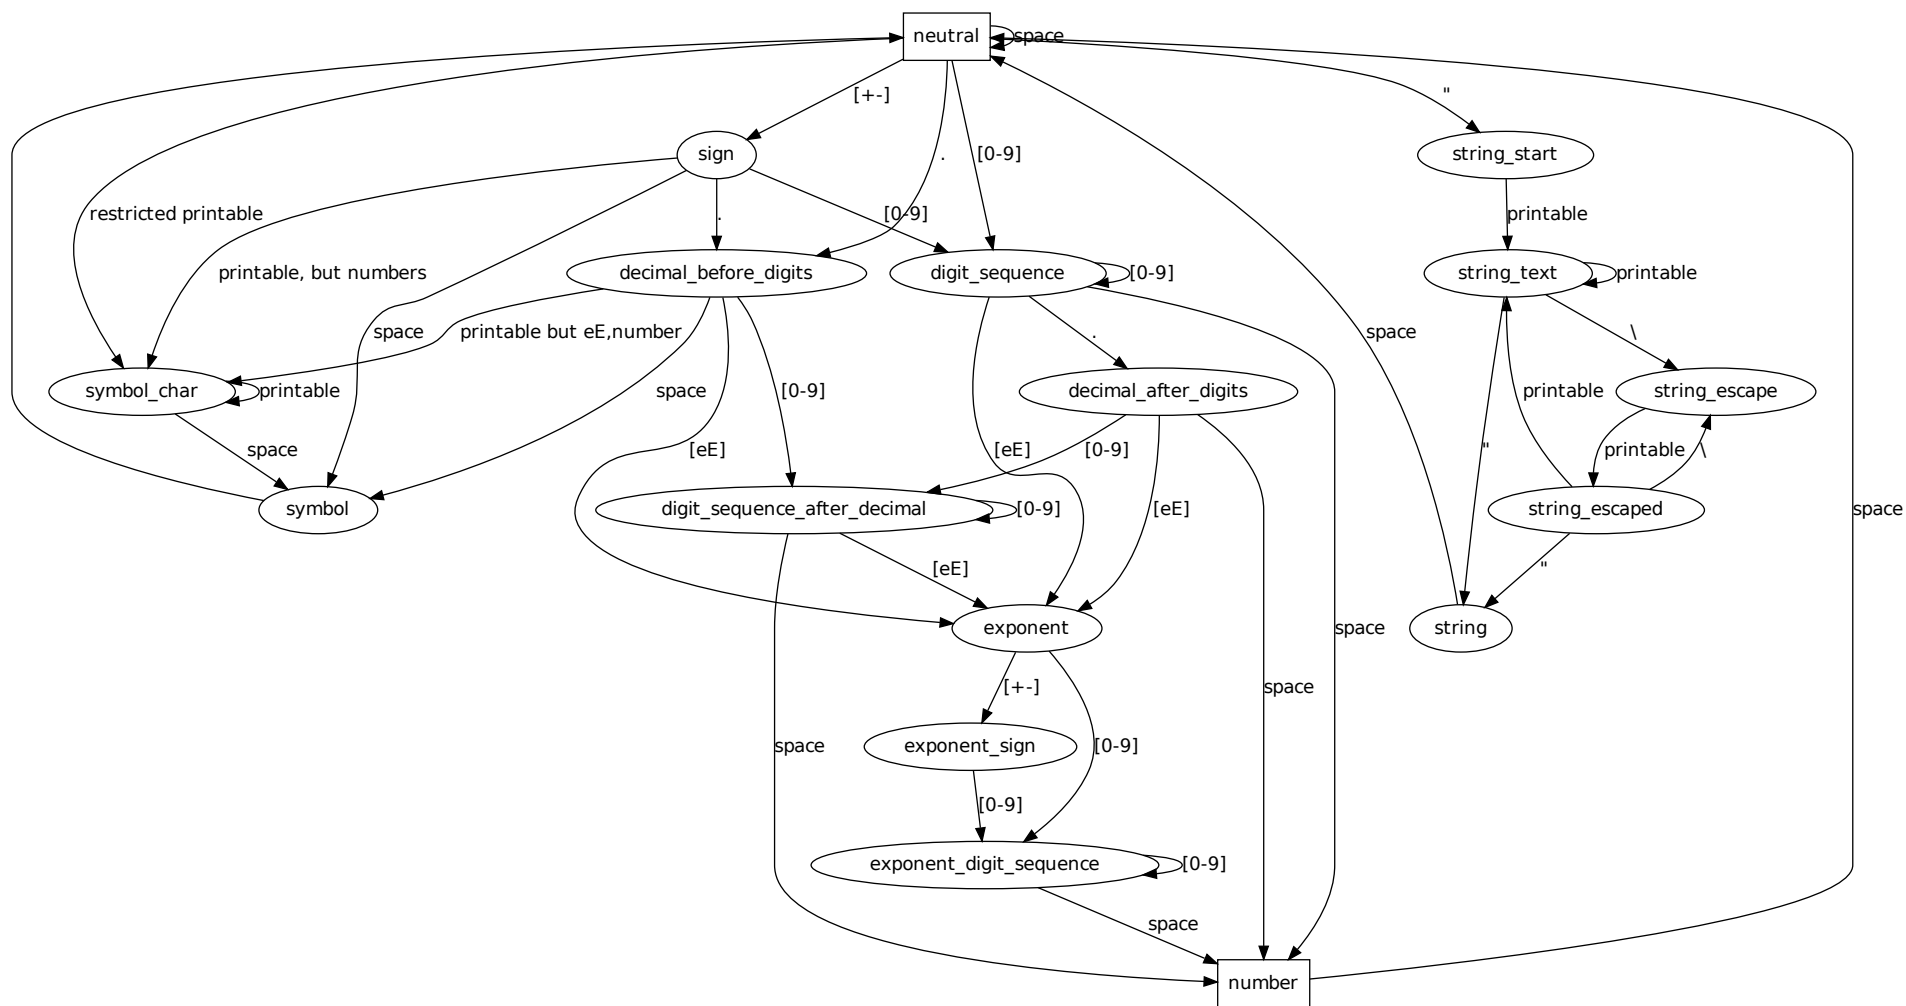 neutral
space
[+-]
"
sign
.
[0-9]
string_start
restricted printable
.
[0-9]
printable
printable, but numbers
decimal_before_digits
digit_sequence
[0-9]
string_text
printable
space
printable but eE,number
.
space
\
symbol_char
printable
space
[0-9]
decimal_after_digits
"
printable
string_escape
space
[eE]
[eE]
[0-9]
printable
\
symbol
digit_sequence_after_decimal
[0-9]
[eE]
string_escaped
space
[eE]
"
exponent
space
string
[+-]
space
space
exponent_sign
[0-9]
[0-9]
exponent_digit_sequence
[0-9]
space
number